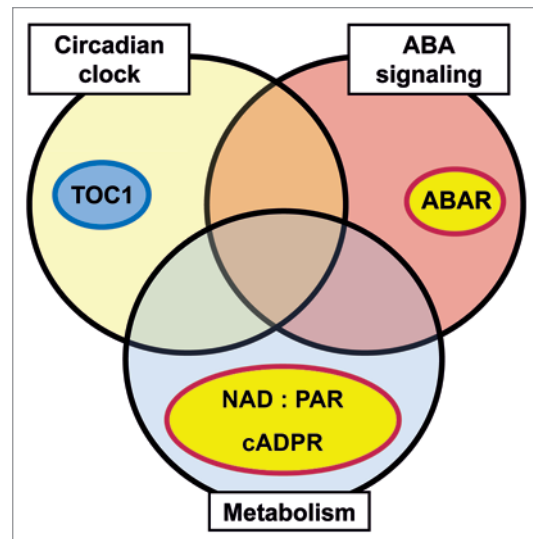 Circadian
clock
ABA
signaling
TOC1
ABAR
NAD : PAR
cADPR
Metabolism